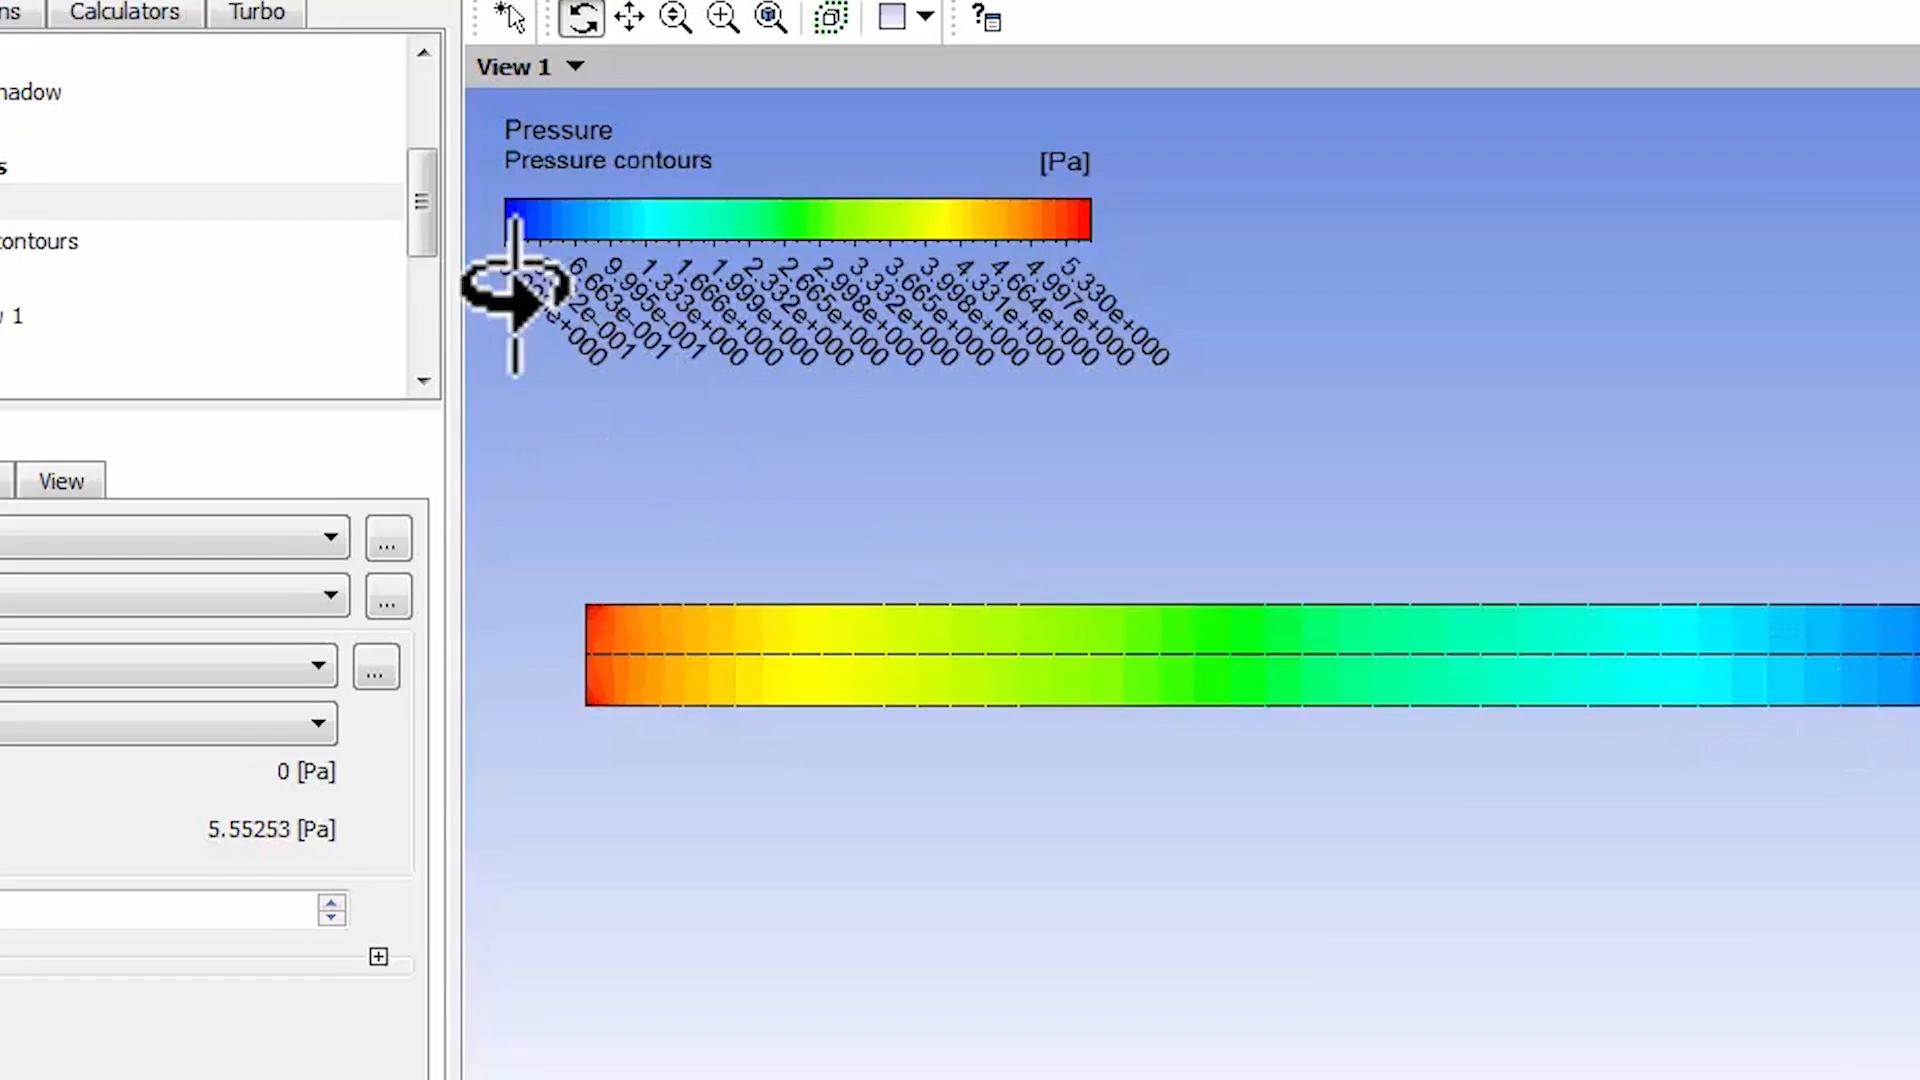 ns
Calculators
Turbo
View 1
hadow
s
contours
v 1
Pressure
Pressure contours
[Pa]
6.663e-001
9.995e-001
1.333e+000
1.666e+000
1.999e+000
2.332e+000
2.665e+000
2.998e+000
3.332e+000
3.665e+000
3.998e+000
4.331e+000
4.664e+000
4.997e+000
5.330e+000
View
...
...
...
0 [Pa]
5.55253 [Pa]